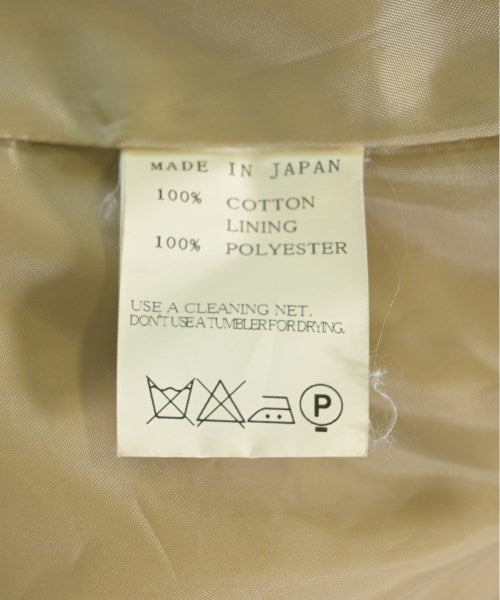 MADE IN JAPAN
100% COTTON
LINING
100% POLYESTER
USE A CLEANING NET.
DON'T USE A TUMBLER FOR DRYING.
P